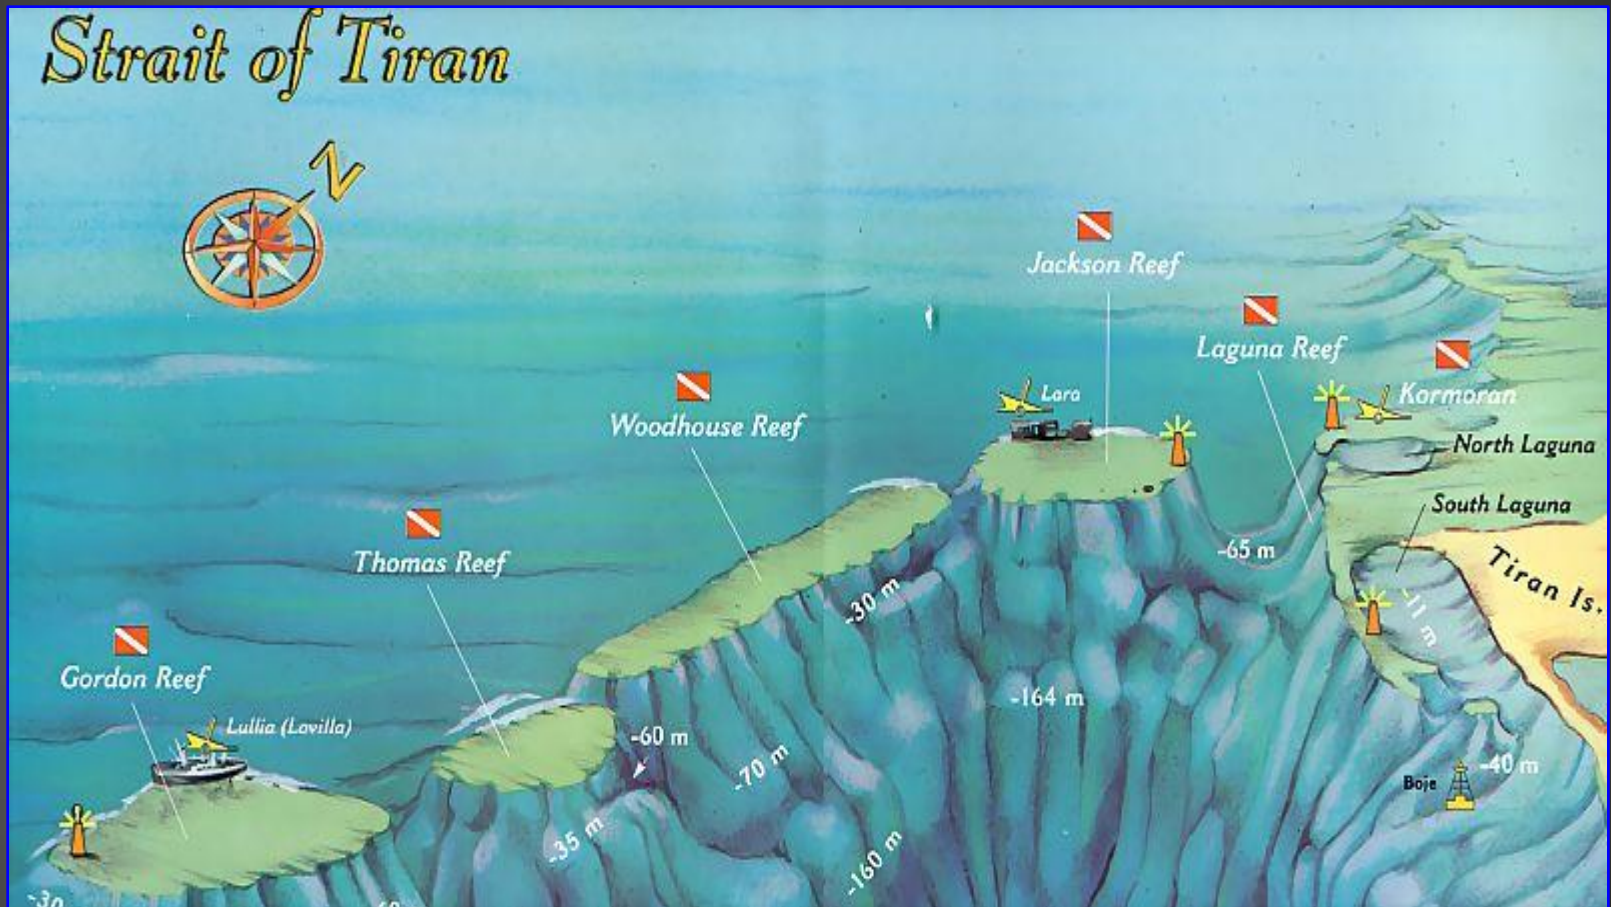 Strait of Tiran
N
Jackson Reef
Laguna Reef
Kormoran
Lara
Woodhouse Reef
North Laguna
South Laguna
Thomas Reef
-65 m
Tiran Is.
-30 m
-11 m
Gordon Reef
-164 m
Lullia (Lovilla)
-60 m
-70 m
-40 m
Boje
-35 m
-160 m
-30